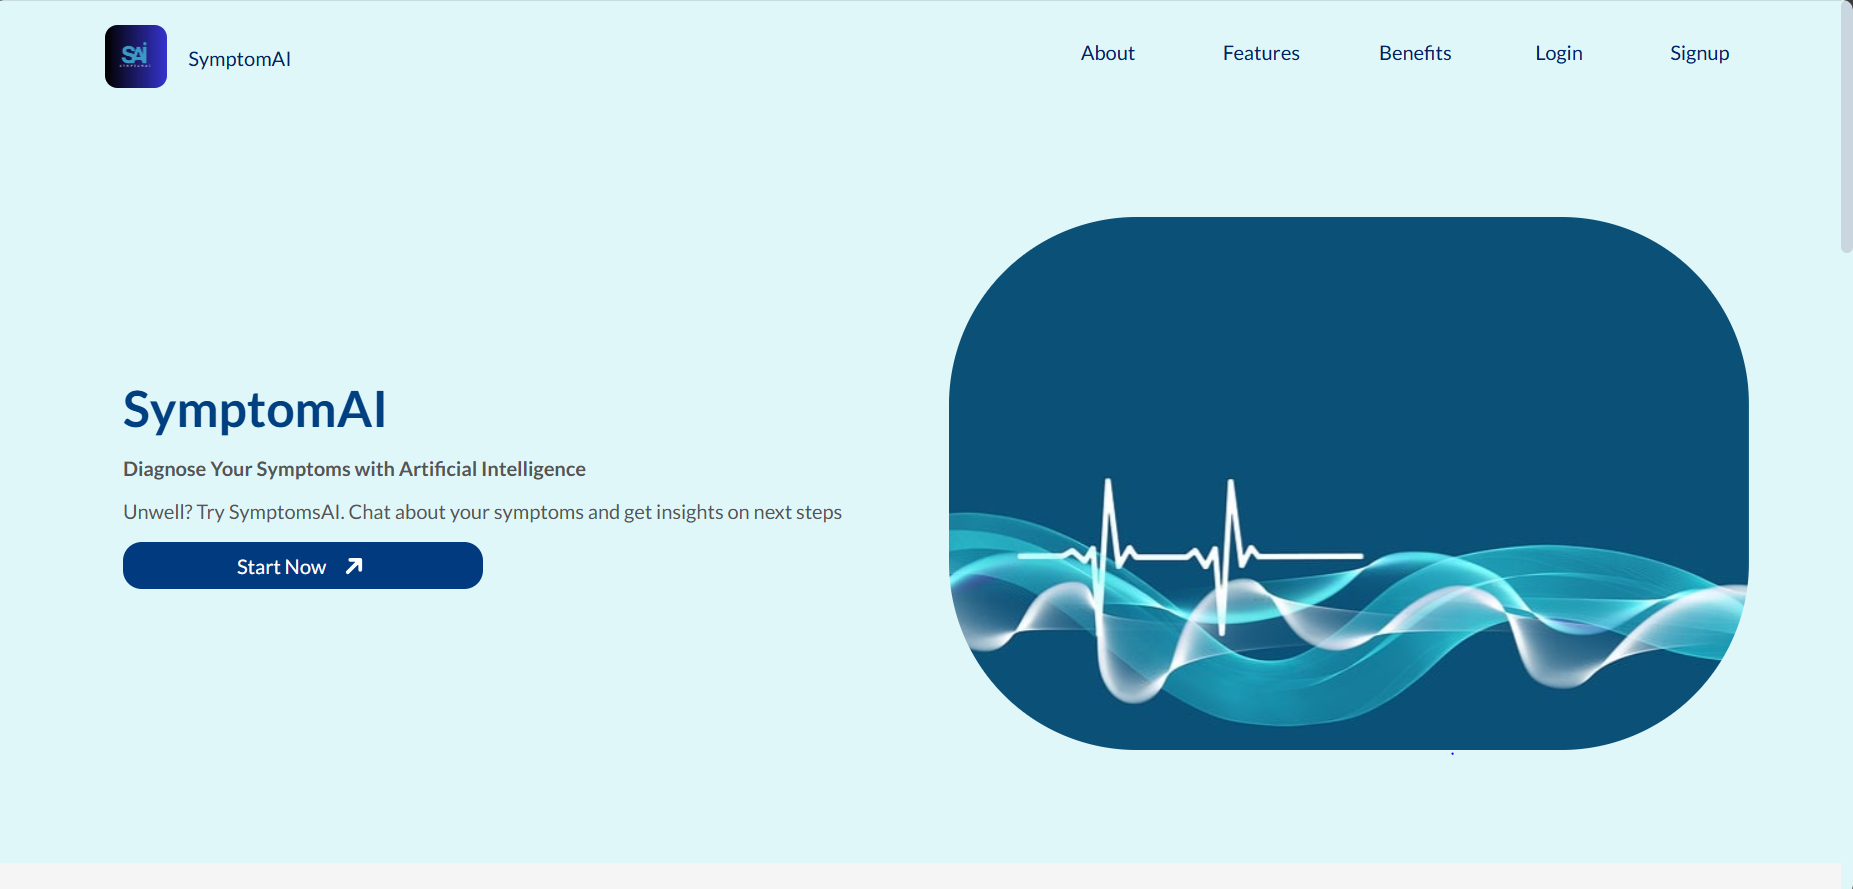 SAi
SYMPTOMAI
SymptomAI
About
Features
Benefits
Login
Signup
SymptomAI
Diagnose Your Symptoms with Artificial Intelligence
Unwell? Try SymptomsAI. Chat about your symptoms and get insights on next steps
Start Now